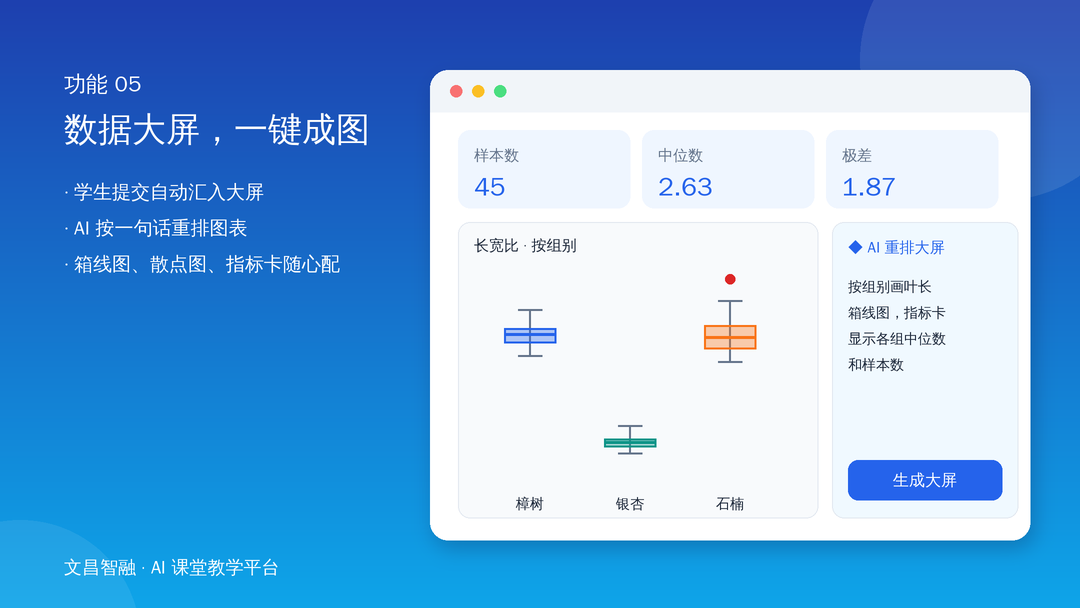 功能 05
数据大屏，一键成图
· 学生提交自动汇入大屏
· AI 按一句话重排图表
· 箱线图、散点图、指标卡随心配
文昌智融 · AI 课堂教学平台
样本数
45
中位数
2.63
极差
1.87
长宽比 · 按组别
樟树
银杏
石楠
◆ AI 重排大屏
按组别画叶长
箱线图，指标卡
显示各组中位数
和样本数
生成大屏